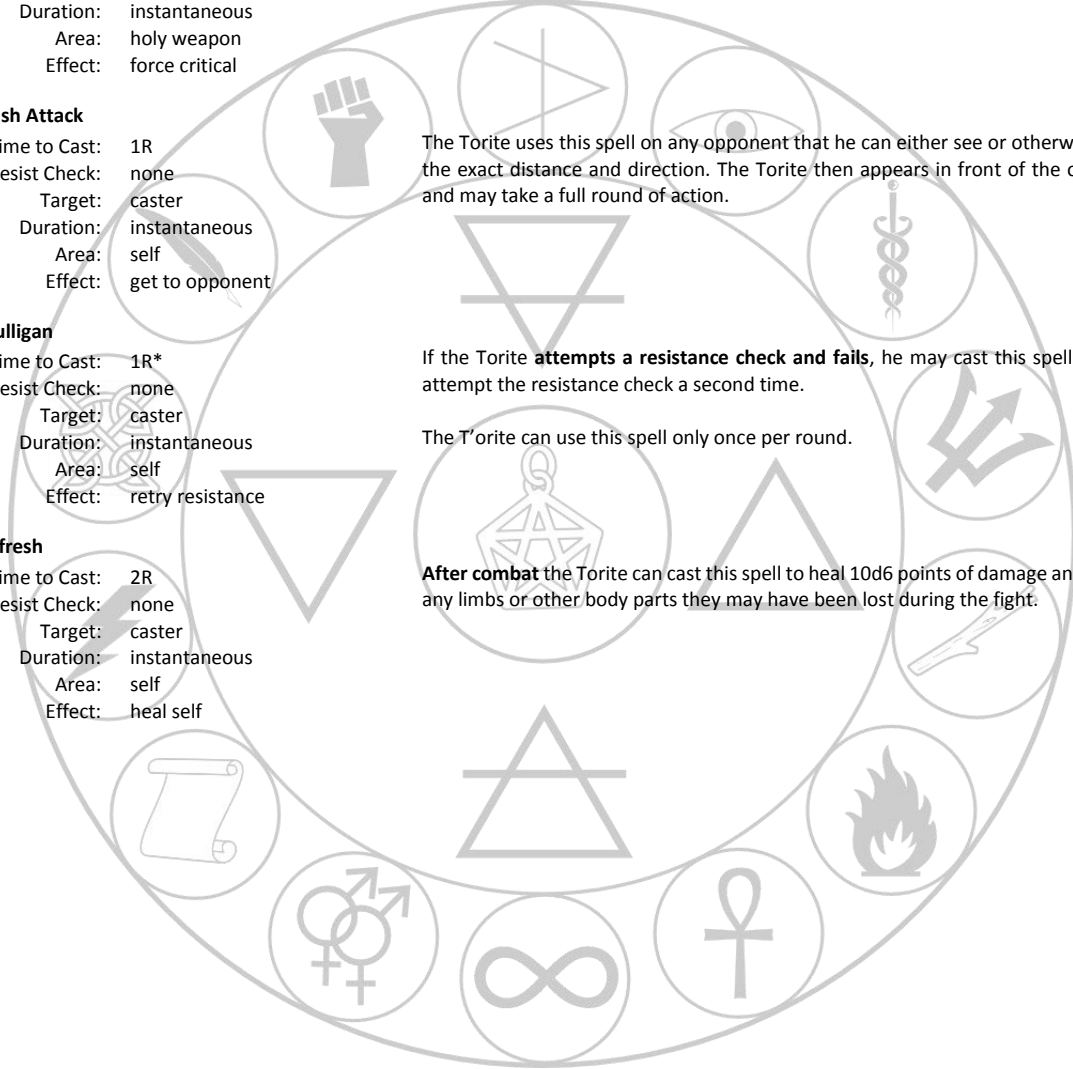 Duration: instantaneous
Area: holy weapon
Effect: force critical
sh Attack
ime to Cast: 1R
esist Check: none
Target: caster
Duration: instantaneous
Area: self
Effect: get to opponent
The Torite uses this spell on any opponent that he can either see or otherw
the exact distance and direction. The Torite then appears in front of the
and may take a full round of action.
ulligan
ime to Cast: 1R*
esist Check: none
Target: caster
Duration: instantaneous
Area: self
Effect: retry resistance
If the Torite attempts a resistance check and fails, he may cast this spell
attempt the resistance check a second time.
The T'orite can use this spell only once per round.
fresh
ime to Cast: 2R
esist Check: none
Target: caster
Duration: instantaneous
Area: self
Effect: heal self
After combat the Torite can cast this spell to heal 10d6 points of damage an
any limbs or other body parts they may have been lost during the fight.